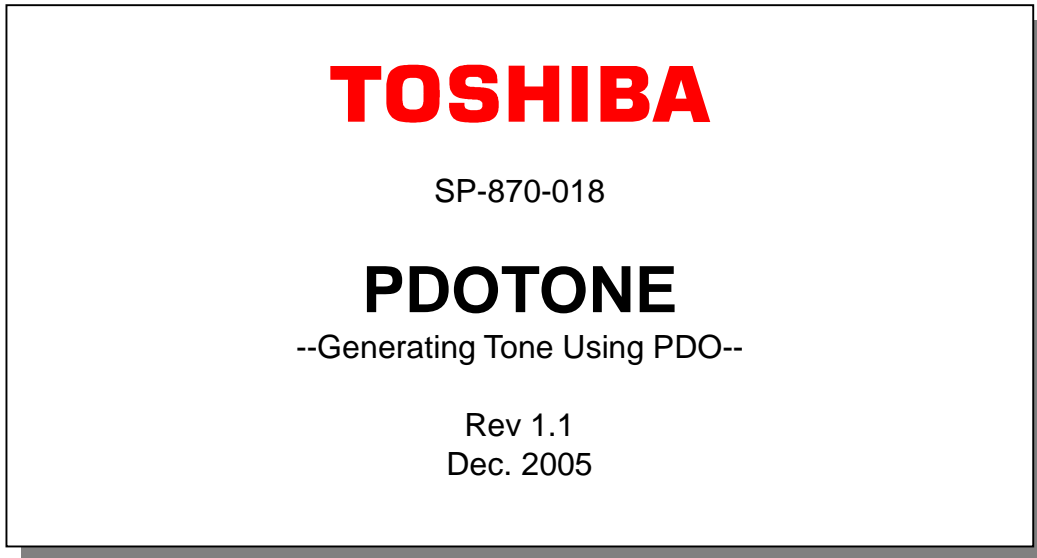 TOSHIBA
SP-870-018
PDOTONE
--Generating Tone Using PDO--
Rev 1.1
Dec. 2005